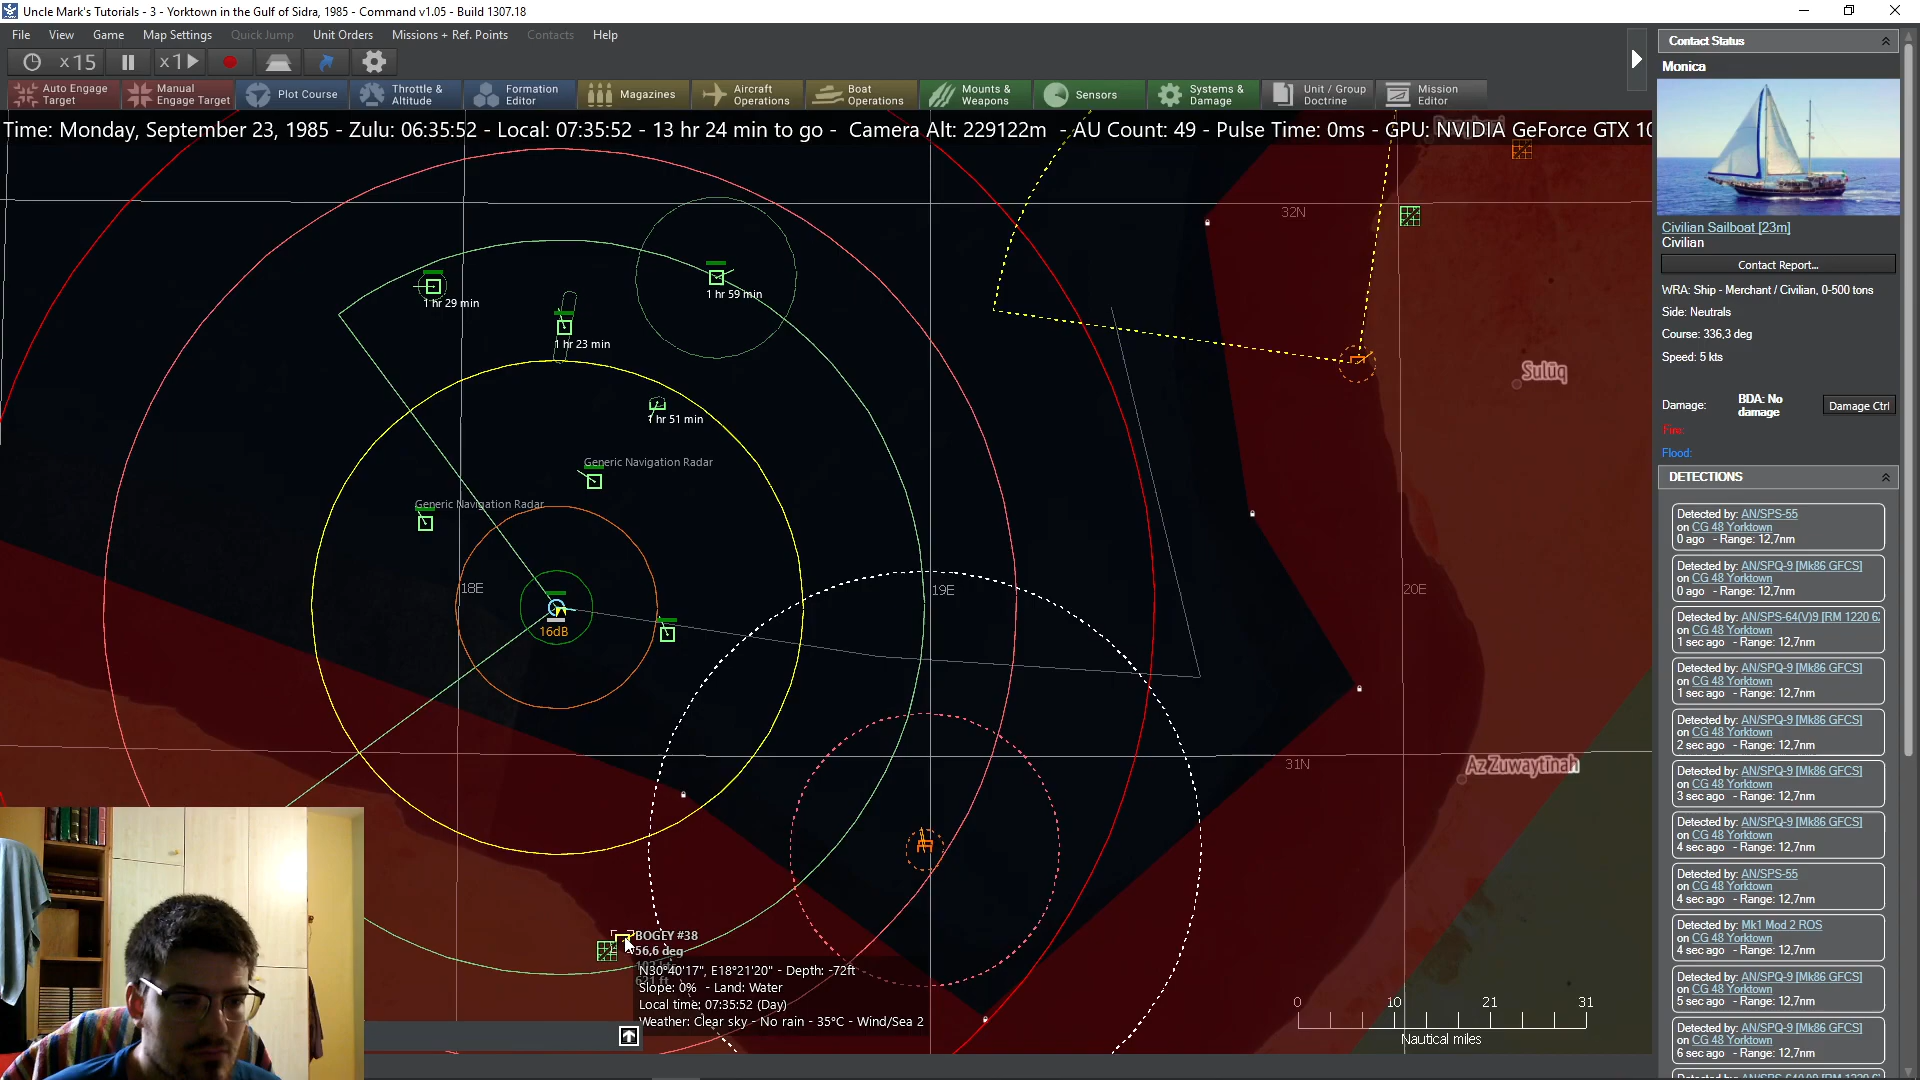 Uncle Mark's Tutorials - 3 - Yorktown in the Gulf of Sidra, 1985 - Command v1.05 - Build 1307.18
File View Game Map Settings Quick Jump Unit Orders Missions + Ref. Points Contacts Help
x 15 x 1
Auto Engage Target
Manual Engage Target
Plot Course
Throttle & Altitude
Formation Editor
Magazines
Aircraft Operations
Boat Operations
Mounts & Weapons
Sensors
Systems & Damage
Unit / Group Doctrine
Mission Editor
Time: Monday, September 23, 1985 - Zulu: 06:35:52 - Local: 07:35:52 - 13 hr 24 min to go - Camera Alt: 229122m - AU Count: 49 - Pulse Time: 0ms - GPU: NVIDIA GeForce GTX 10
32N
1 hr 29 min
1 hr 59 min
1 hr 23 min
Sulūq
1 hr 51 min
Generic Navigation Radar
Generic Navigation Radar
18E
19E
20E
16dB
31N
Az Zuwaytīnah
BOGEY #38
56,6 deg
N30°40'17", E18°21'20" - Depth: -72ft
Slope: 0% - Land: Water
Local time: 07:35:52 (Day)
Weather: Clear sky - No rain - 35°C - Wind/Sea 2
0 10 21 31
Nautical miles
Contact Status
Monica
Civilian Sailboat [23m]
Civilian
Contact Report...
WRA: Ship - Merchant / Civilian, 0-500 tons
Side: Neutrals
Course: 336,3 deg
Speed: 5 kts
Damage: BDA: No damage Damage Ctrl
Fire:
Flood:
DETECTIONS
Detected by: AN/SPS-55
on CG 48 Yorktown
0 ago - Range: 12,7nm
Detected by: AN/SPQ-9 [Mk86 GFCS]
on CG 48 Yorktown
0 ago - Range: 12,7nm
Detected by: AN/SPS-64(V)9 [RM 1220 6
on CG 48 Yorktown
1 sec ago - Range: 12,7nm
Detected by: AN/SPQ-9 [Mk86 GFCS]
on CG 48 Yorktown
1 sec ago - Range: 12,7nm
Detected by: AN/SPQ-9 [Mk86 GFCS]
on CG 48 Yorktown
2 sec ago - Range: 12,7nm
Detected by: AN/SPQ-9 [Mk86 GFCS]
on CG 48 Yorktown
3 sec ago - Range: 12,7nm
Detected by: AN/SPQ-9 [Mk86 GFCS]
on CG 48 Yorktown
4 sec ago - Range: 12,7nm
Detected by: AN/SPS-55
on CG 48 Yorktown
4 sec ago - Range: 12,7nm
Detected by: Mk1 Mod 2 ROS
on CG 48 Yorktown
4 sec ago - Range: 12,7nm
Detected by: AN/SPQ-9 [Mk86 GFCS]
on CG 48 Yorktown
5 sec ago - Range: 12,7nm
Detected by: AN/SPQ-9 [Mk86 GFCS]
on CG 48 Yorktown
6 sec ago - Range: 12,7nm